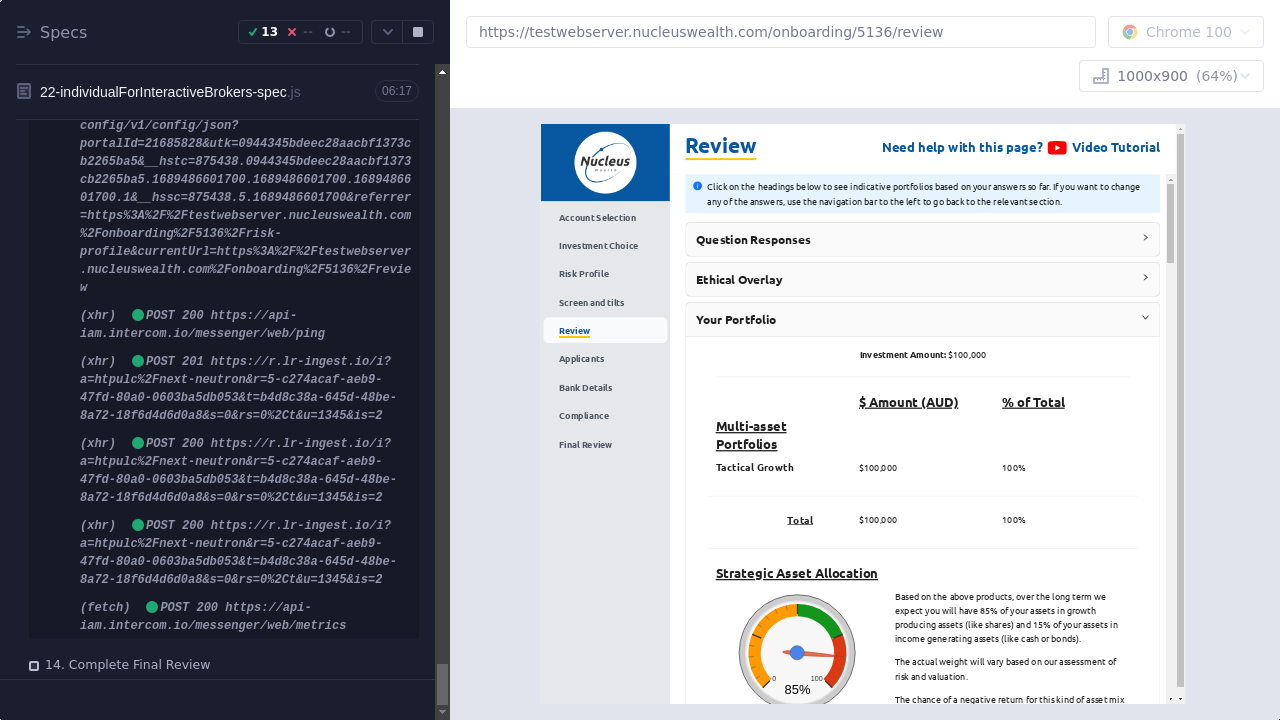 Specs
13
--
--
22-individualForInteractiveBrokers-spec.js
06:17
config/v1/config/json?
portalId=21685828&utk=0944345bdeec28aacbf1373c
b2265ba5&__hstc=875438.0944345bdeec28aacbf1373
cb2265ba5.1689486601700.1689486601700.16894866
01700.1&__hssc=875438.5.1689486601700&referrer
=https%3A%2F%2Ftestwebserver.nucleuswealth.com
%2Fonboarding%2F5136%2Frisk-
profile&currentUrl=https%3A%2F%2Ftestwebserver
.nucleuswealth.com%2Fonboarding%2F5136%2Frevie
w
(xhr) POST 200 https://api-
iam.intercom.io/messenger/web/ping
(xhr) POST 201 https://r.lr-ingest.io/i?
a=htpulc%2Fnext-neutron&r=5-c274acaf-aeb9-
47fd-80a0-0603ba5db053&t=b4d8c38a-645d-48be-
8a72-18f6d4d6d0a8&s=0&rs=0%2Ct&u=1345&is=2
(xhr) POST 200 https://r.lr-ingest.io/i?
a=htpulc%2Fnext-neutron&r=5-c274acaf-aeb9-
47fd-80a0-0603ba5db053&t=b4d8c38a-645d-48be-
8a72-18f6d4d6d0a8&s=0&rs=0%2Ct&u=1345&is=2
(xhr) POST 200 https://r.lr-ingest.io/i?
a=htpulc%2Fnext-neutron&r=5-c274acaf-aeb9-
47fd-80a0-0603ba5db053&t=b4d8c38a-645d-48be-
8a72-18f6d4d6d0a8&s=0&rs=0%2Ct&u=1345&is=2
(fetch) POST 200 https://api-
iam.intercom.io/messenger/web/metrics
14. Complete Final Review
https://testwebserver.nucleuswealth.com/onboarding/5136/review
Chrome 100
1000x900 (64%)
Nucleus
Wealth
Account Selection
Investment Choice
Risk Profile
Screen and tilts
Review
Applicants
Bank Details
Compliance
Final Review
Review
Need help with this page? Video Tutorial
Click on the headings below to see indicative portfolios based on your answers so far. If you want to change
any of the answers, use the navigation bar to the left to go back to the relevant section.
Question Responses
Ethical Overlay
Your Portfolio
Investment Amount: $100,000
$ Amount (AUD) % of Total
Multi-asset
Portfolios
Tactical Growth $100,000 100%
Total $100,000 100%
Strategic Asset Allocation
0 100
85%
Based on the above products, over the long term we
expect you will have 85% of your assets in growth
producing assets (like shares) and 15% of your assets in
income generating assets (like cash or bonds).
The actual weight will vary based on our assessment of
risk and valuation.
The chance of a negative return for this kind of asset mix